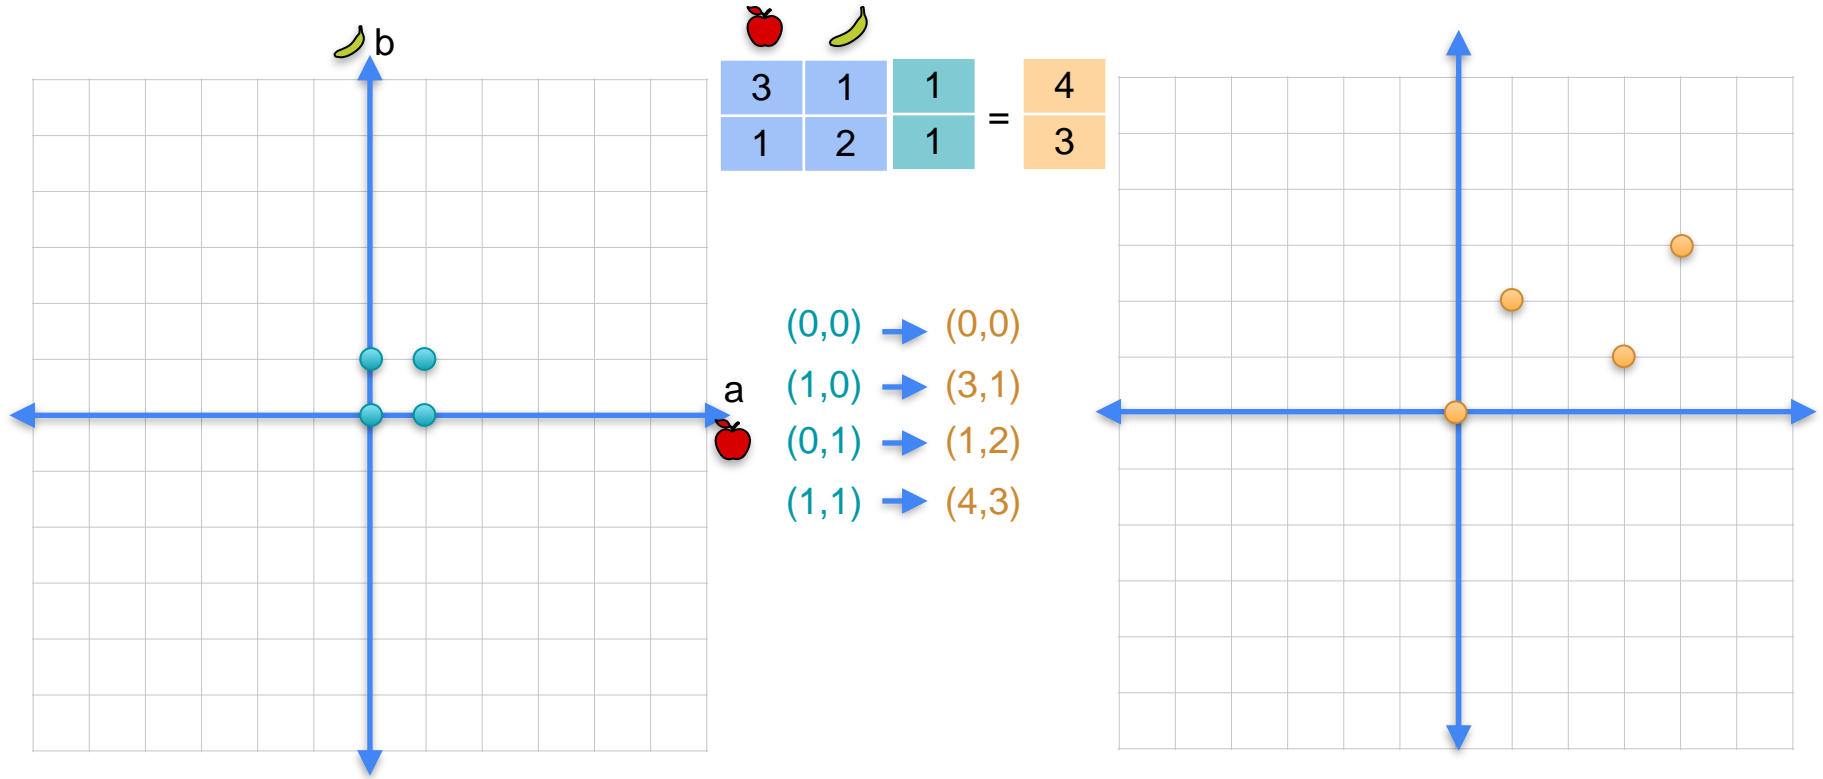 b
3 1 1 = 4
1 2 1 3
a
(0,0) (0,0)
(1,0) (3,1)
(0,1) (1,2)
(1,1) (4,3)